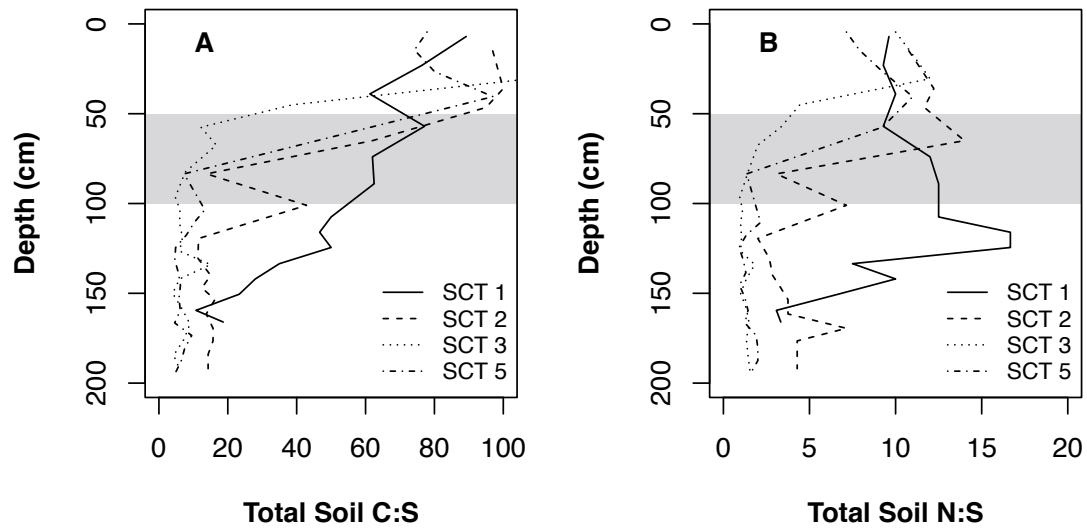 A
Depth (cm)
0
50
100
150
200
SCT 1
SCT 2
SCT 3
SCT 5
0 20 40 60 80 100
Total Soil C:S
B
Depth (cm)
0
50
100
150
200
SCT 1
SCT 2
SCT 3
SCT 5
0 5 10 15 20
Total Soil N:S